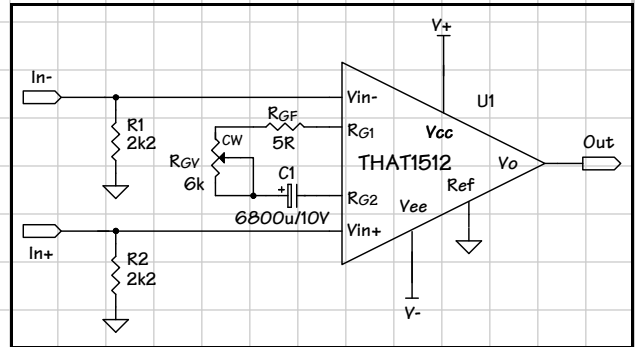 V+
In-
Vin-
U1
R1
2k2
RGF
5R
CW
RG1
Vcc
RGV
6k
C1
+
6800u/10V
THAT1512
Vo
Out
RG2
Vee
Ref
Vin+
In+
R2
2k2
V-